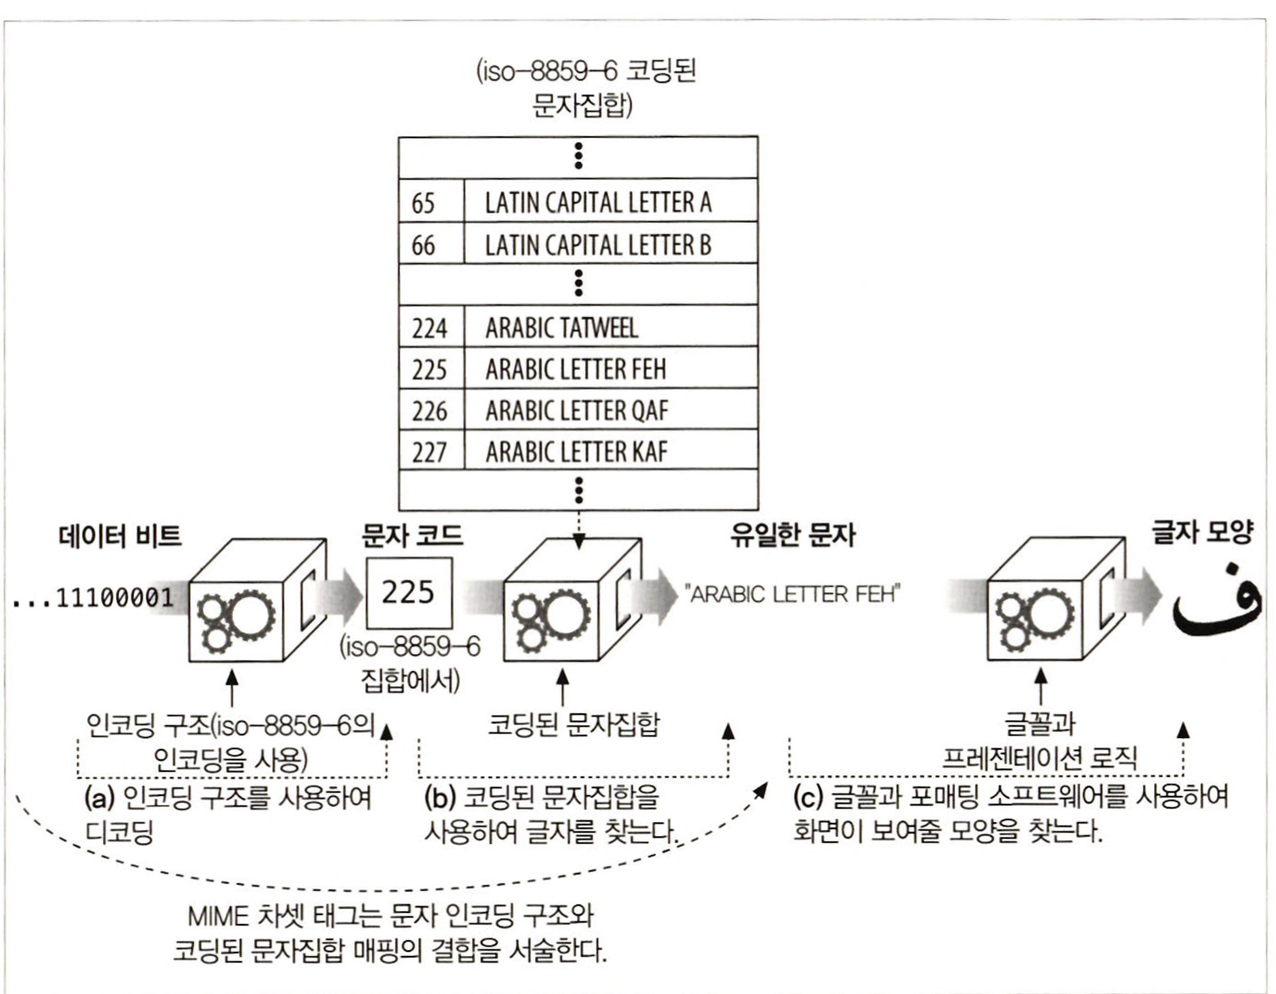 (iso-8859-6 코딩된
문자집합)
65 LATIN CAPITAL LETTER A
66 LATIN CAPITAL LETTER B
224 ARABIC TATWEEL
225 ARABIC LETTER FEH
226 ARABIC LETTER QAF
227 ARABIC LETTER KAF
데이터 비트
문자 코드
유일한 문자
글자 모양
...11100001
225
"ARABIC LETTER FEH"
ف
(iso-8859-6
집합에서)
인코딩 구조(iso-8859-6의
인코딩을 사용)
코딩된 문자집합
글꼴과
프레젠테이션 로직
(a) 인코딩 구조를 사용하여
디코딩
(b) 코딩된 문자집합을
사용하여 글자를 찾는다.
(c) 글꼴과 포매팅 소프트웨어를 사용하여
화면이 보여줄 모양을 찾는다.
MIME 차셋 태그는 문자 인코딩 구조와
코딩된 문자집합 매핑의 결합을 서술한다.